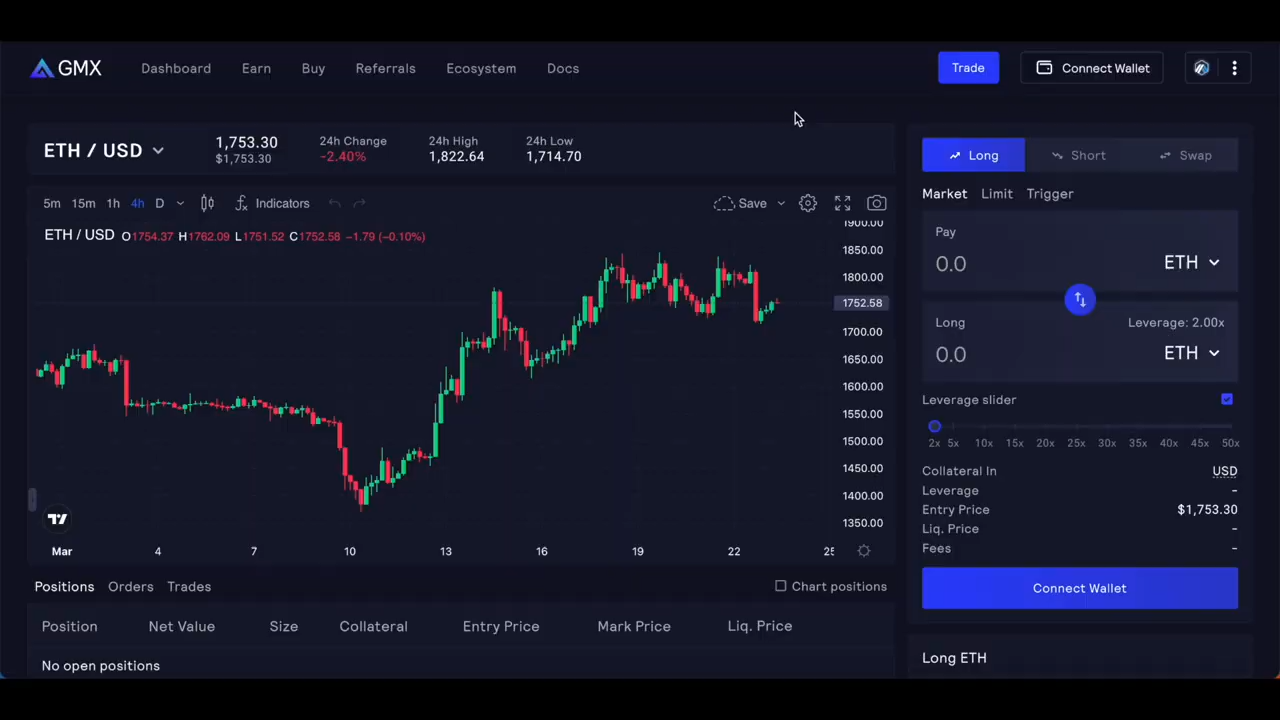 GMX Dashboard Earn Buy Referrals Ecosystem Docs Trade Connect Wallet
ETH / USD
1,753.30
$1,753.30
24h Change
-2.40%
24h High
1,822.64
24h Low
1,714.70
5m 15m 1h 4h D Indicators Save
ETH / USD O1754.37 H1762.09 L1751.52 C1752.58 −1.79 (−0.10%)
1900.00
1850.00
1800.00
1752.58
1700.00
1650.00
1600.00
1550.00
1500.00
1450.00
1400.00
1350.00
Mar 4 7 10 13 16 19 22 25
Long Short Swap
Market Limit Trigger
Pay
0.0 ETH
Long Leverage: 2.00x
0.0 ETH
Leverage slider
2x 5x 10x 15x 20x 25x 30x 35x 40x 45x 50x
Collateral In USD
Leverage -
Entry Price $1,753.30
Liq. Price -
Fees -
Connect Wallet
Long ETH
Positions Orders Trades Chart positions
Position Net Value Size Collateral Entry Price Mark Price Liq. Price
No open positions